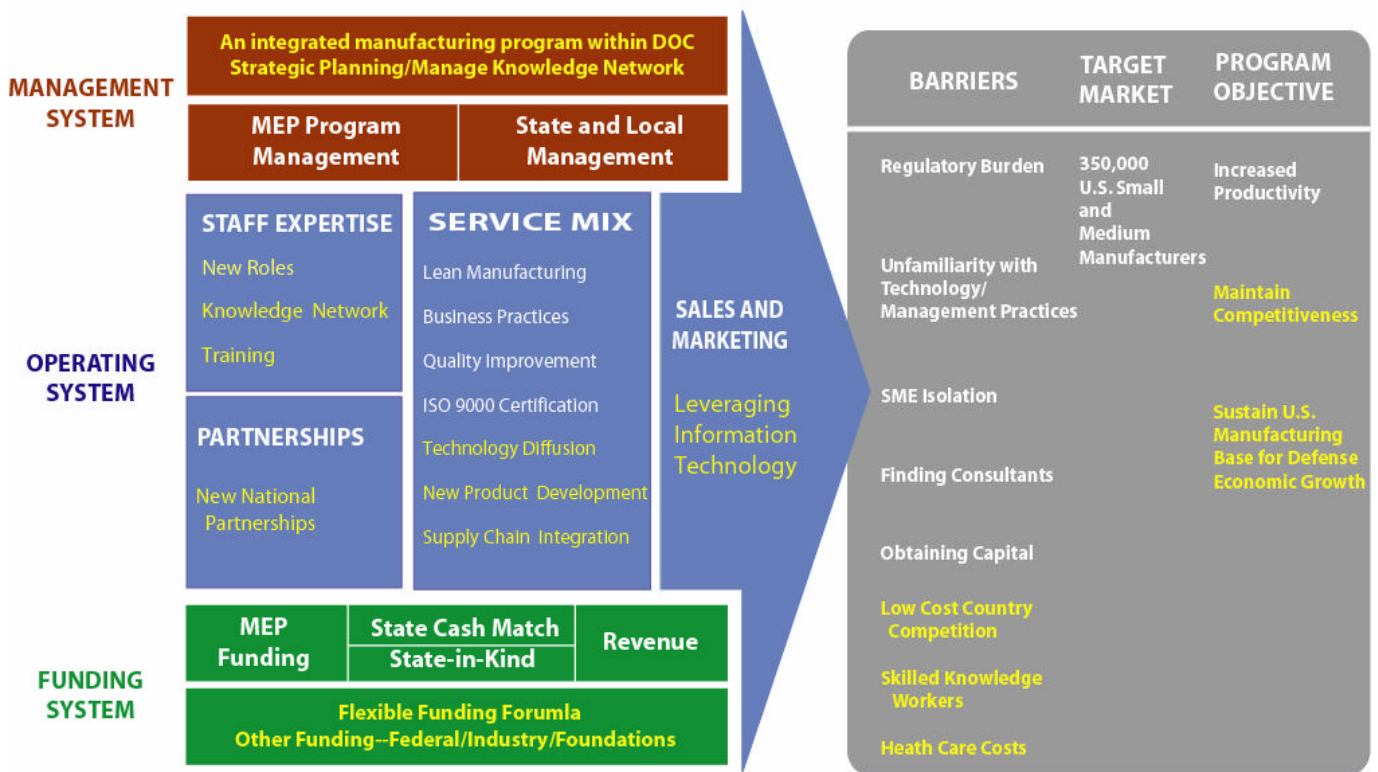 MANAGEMENT
SYSTEM
An integrated manufacturing program within DOC
Strategic Planning/Manage Knowledge Network
MEP Program
Management
State and Local
Management
OPERATING
SYSTEM
STAFF EXPERTISE
New Roles
Knowledge Network
Training
PARTNERSHIPS
New National
Partnerships
SERVICE MIX
Lean Manufacturing
Business Practices
Quality Improvement
ISO 9000 Certification
Technology Diffusion
New Product Development
Supply Chain Integration
SALES AND
MARKETING
Leveraging
Information
Technology
FUNDING
SYSTEM
MEP
Funding
State Cash Match
State-in-Kind
Revenue
Flexible Funding Forumla
Other Funding--Federal/Industry/Foundations
BARRIERS
Regulatory Burden
Unfamiliarity with
Technology/
Management Practices
SME Isolation
Finding Consultants
Obtaining Capital
Low Cost Country
Competition
Skilled Knowledge
Workers
Heath Care Costs
TARGET
MARKET
350,000
U.S. Small
and
Medium
Manufacturers
PROGRAM
OBJECTIVE
Increased
Productivity
Maintain
Competitiveness
Sustain U.S.
Manufacturing
Base for Defense
Economic Growth